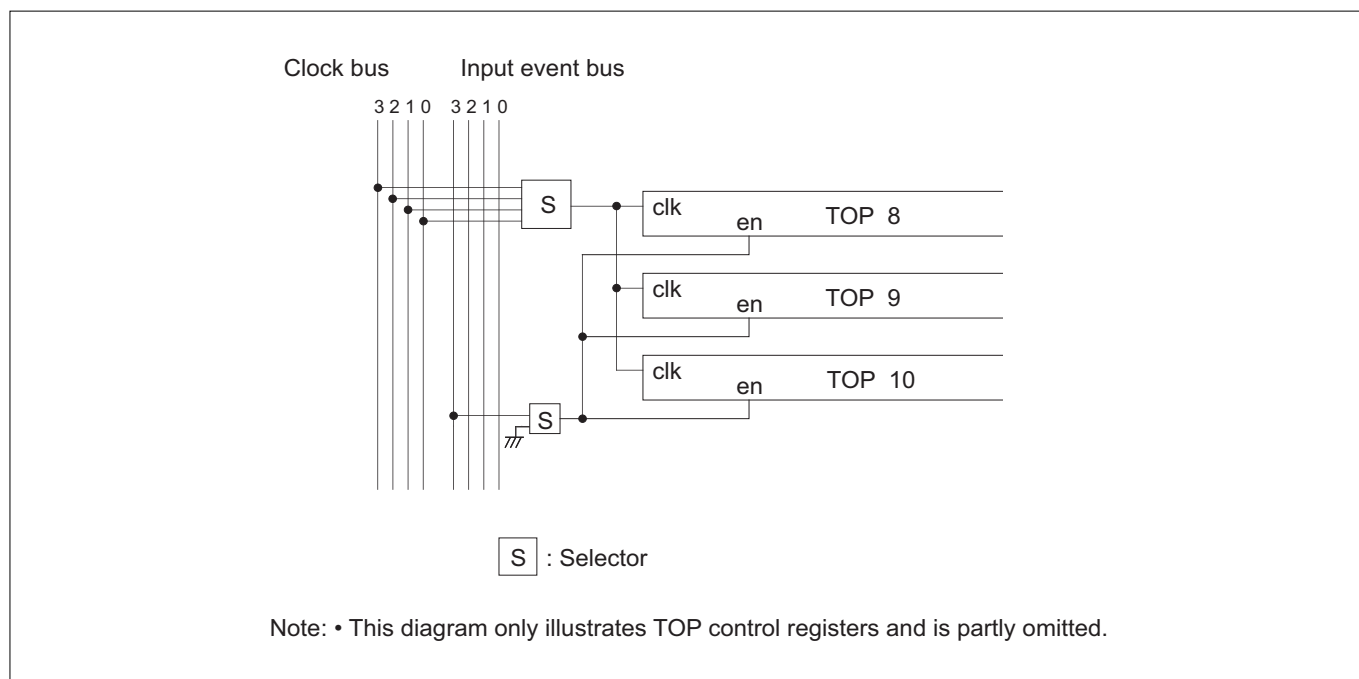 Clock bus Input event bus
3 2 1 0 3 2 1 0
S
clk
en
TOP 8
clk
en
TOP 9
clk
en
TOP 10
S
S : Selector
Note: • This diagram only illustrates TOP control registers and is partly omitted.